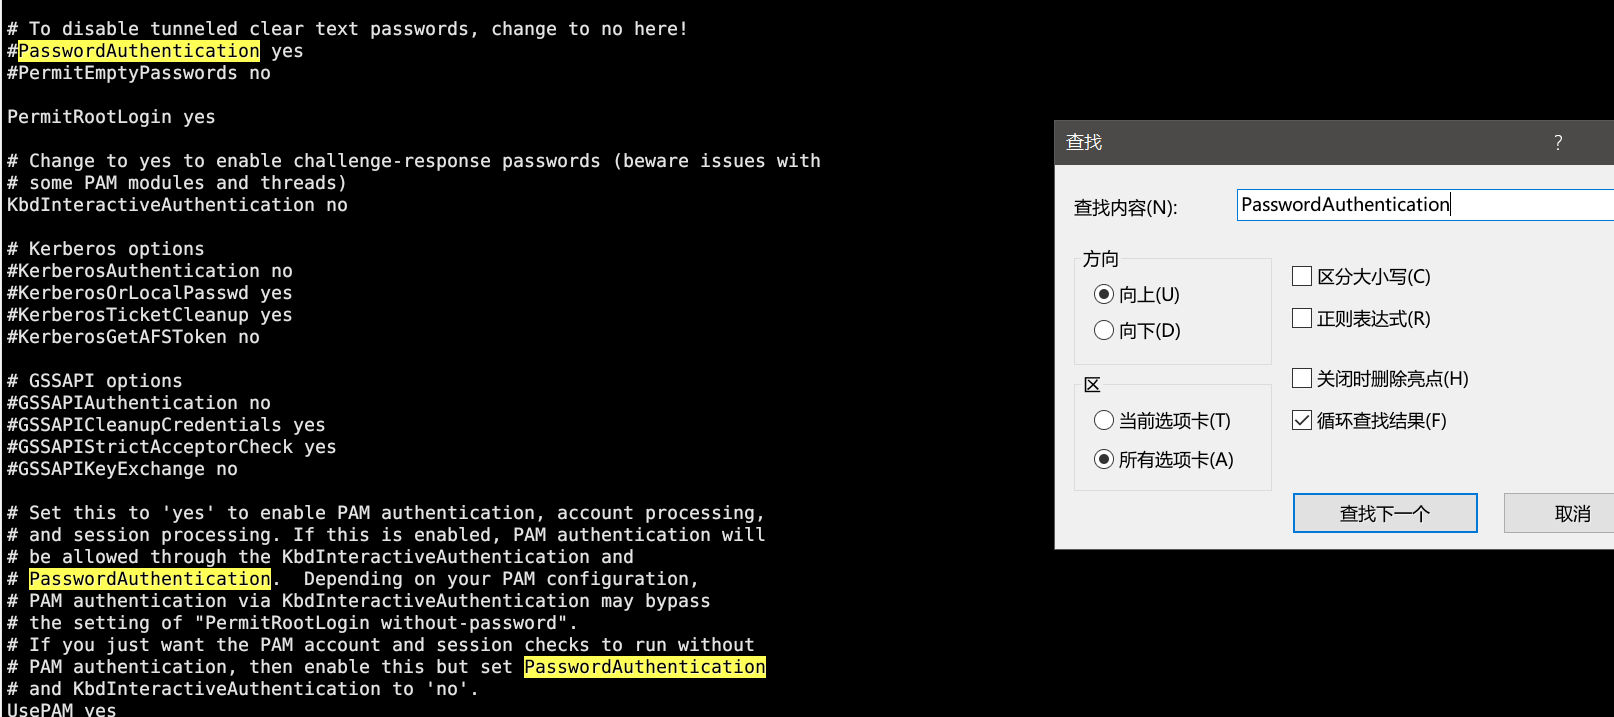 # To disable tunneled clear text passwords, change to no here!
#PasswordAuthentication yes
#PermitEmptyPasswords no
PermitRootLogin yes
# Change to yes to enable challenge-response passwords (beware issues with
# some PAM modules and threads)
KbdInteractiveAuthentication no
# Kerberos options
#KerberosAuthentication no
#KerberosOrLocalPasswd yes
#KerberosTicketCleanup yes
#KerberosGetAFSToken no
# GSSAPI options
#GSSAPIAuthentication no
#GSSAPICleanupCredentials yes
#GSSAPIStrictAcceptorCheck yes
#GSSAPIKeyExchange no
# Set this to 'yes' to enable PAM authentication, account processing,
# and session processing. If this is enabled, PAM authentication will
# be allowed through the KbdInteractiveAuthentication and
# PasswordAuthentication.  Depending on your PAM configuration,
# PAM authentication via KbdInteractiveAuthentication may bypass
# the setting of "PermitRootLogin without-password".
# If you just want the PAM account and session checks to run without
# PAM authentication, then enable this but set PasswordAuthentication
# and KbdInteractiveAuthentication to 'no'.
UsePAM yes
查找 ?
查找内容(N): PasswordAuthentication
方向
向上(U)
向下(D)
区分大小写(C)
正则表达式(R)
区
当前选项卡(T)
所有选项卡(A)
关闭时删除亮点(H)
循环查找结果(F)
查找下一个 取消